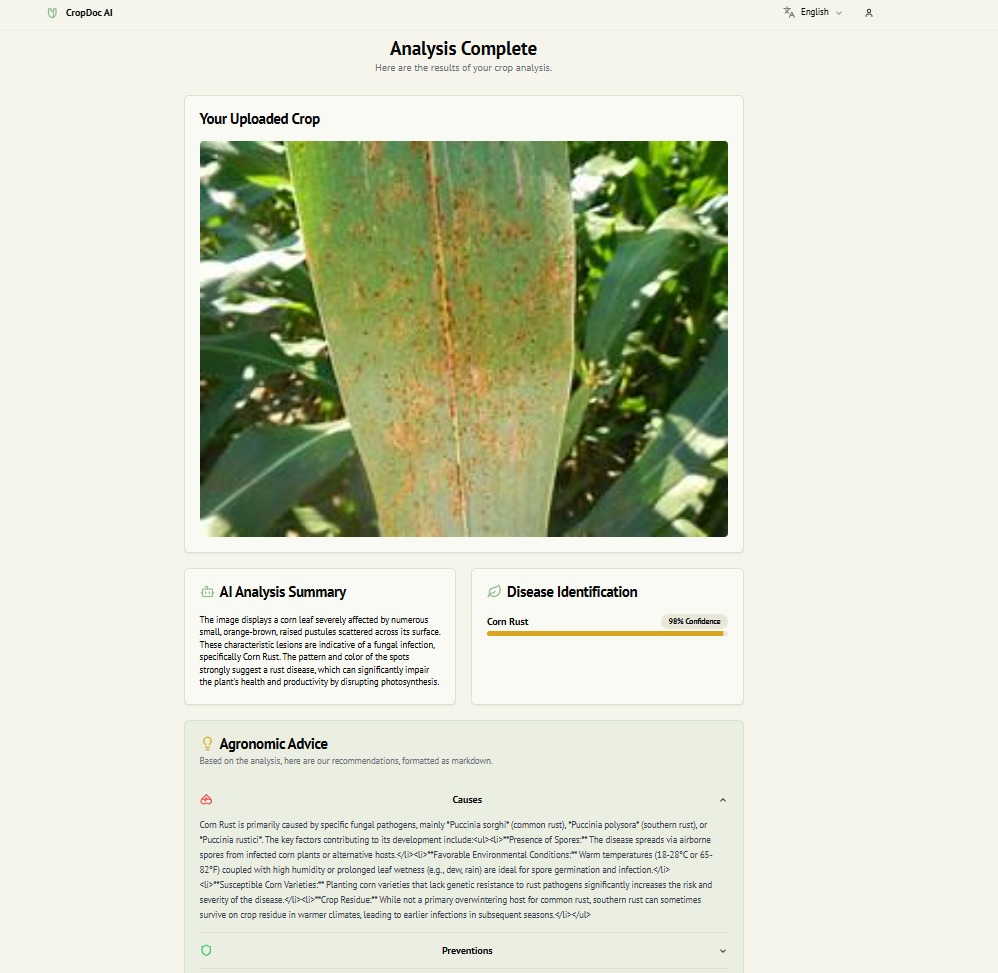 CropDoc AI
English
Analysis Complete
Here are the results of your crop analysis.
Your Uploaded Crop
AI Analysis Summary
The image displays a corn leaf severely affected by numerous
small, orange-brown, raised pustules scattered across its surface.
These characteristic lesions are indicative of a fungal infection,
specifically Corn Rust. The pattern and color of the spots
strongly suggest a rust disease, which can significantly impair
the plant's health and productivity by disrupting photosynthesis.
Disease Identification
Corn Rust
98% Confidence
Agronomic Advice
Based on the analysis, here are our recommendations, formatted as markdown.
Causes
Corn Rust is primarily caused by specific fungal pathogens, mainly *Puccinia sorghi* (common rust), *Puccinia polysora* (southern rust), or
*Puccinia rustici*. The key factors contributing to its development include:<ul><li>**Presence of Spores:** The disease spreads via airborne
spores from infected corn plants or alternative hosts.</li><li>**Favorable Environmental Conditions:** Warm temperatures (18-28°C or 65-
82°F) coupled with high humidity or prolonged leaf wetness (e.g., dew, rain) are ideal for spore germination and infection.</li>
<li>**Susceptible Corn Varieties:** Planting corn varieties that lack genetic resistance to rust pathogens significantly increases the risk and
severity of the disease.</li><li>**Crop Residue:** While not a primary overwintering host for common rust, southern rust can sometimes
survive on crop residue in warmer climates, leading to earlier infections in subsequent seasons.</li></ul>
Preventions